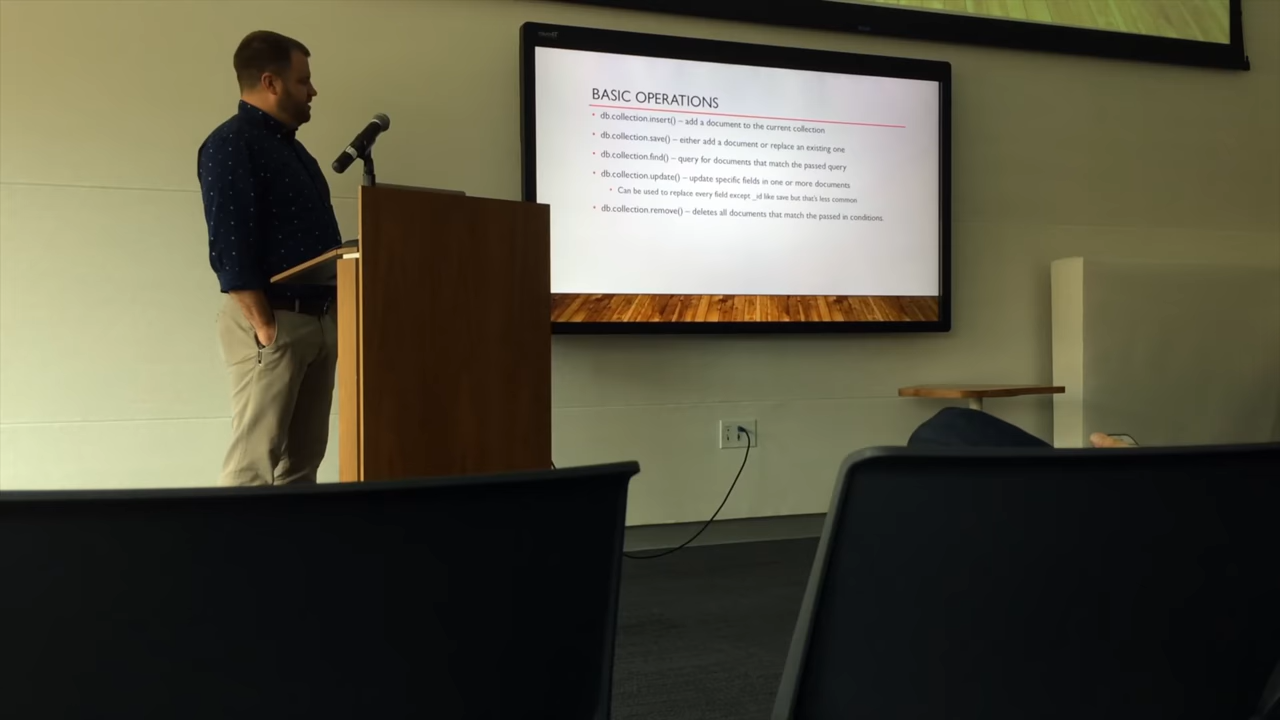 BASIC OPERATIONS
• db.collection.insert() – add a document to the current collection
• db.collection.save() – either add a document or replace an existing one
• db.collection.find() – query for documents that match the passed query
• db.collection.update() – update specific fields in one or more documents.
• Can be used to replace every field except _id like save but that's less common
• db.collection.remove() – deletes all documents that match the passed in conditions.